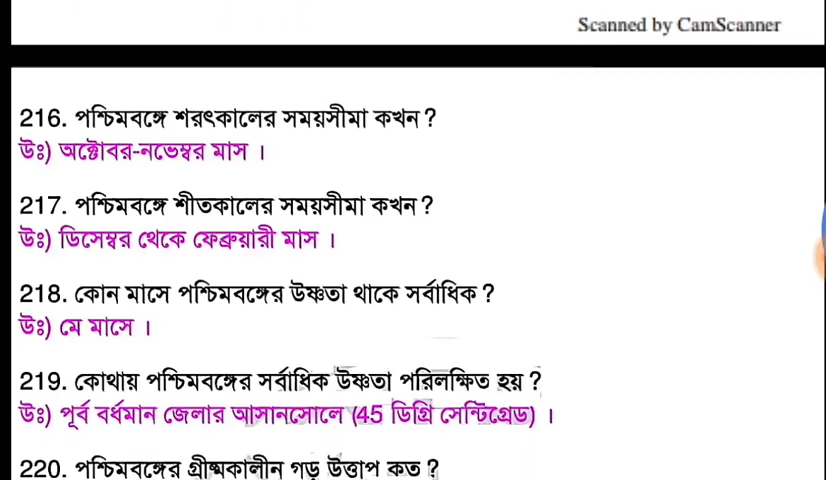 Scanned by CamScanner
216. পশ্চিমবঙ্গে শরৎকালের সময়সীমা কখন ?
উঃ) অক্টোবর-নভেম্বর মাস ।
217. পশ্চিমবঙ্গে শীতকালের সময়সীমা কখন ?
উঃ) ডিসেম্বর থেকে ফেব্রুয়ারী মাস ।
218. কোন মাসে পশ্চিমবঙ্গের উষ্ণতা থাকে সর্বাধিক ?
উঃ) মে মাসে ।
219. কোথায় পশ্চিমবঙ্গের সর্বাধিক উষ্ণতা পরিলক্ষিত হয় ?
উঃ) পূর্ব বর্ধমান জেলার আসানসোলে (45 ডিগ্রি সেন্টিগ্রেড) ।
220. পশ্চিমবঙ্গের গ্রীষ্মকালীন গড় উত্তাপ কত ?